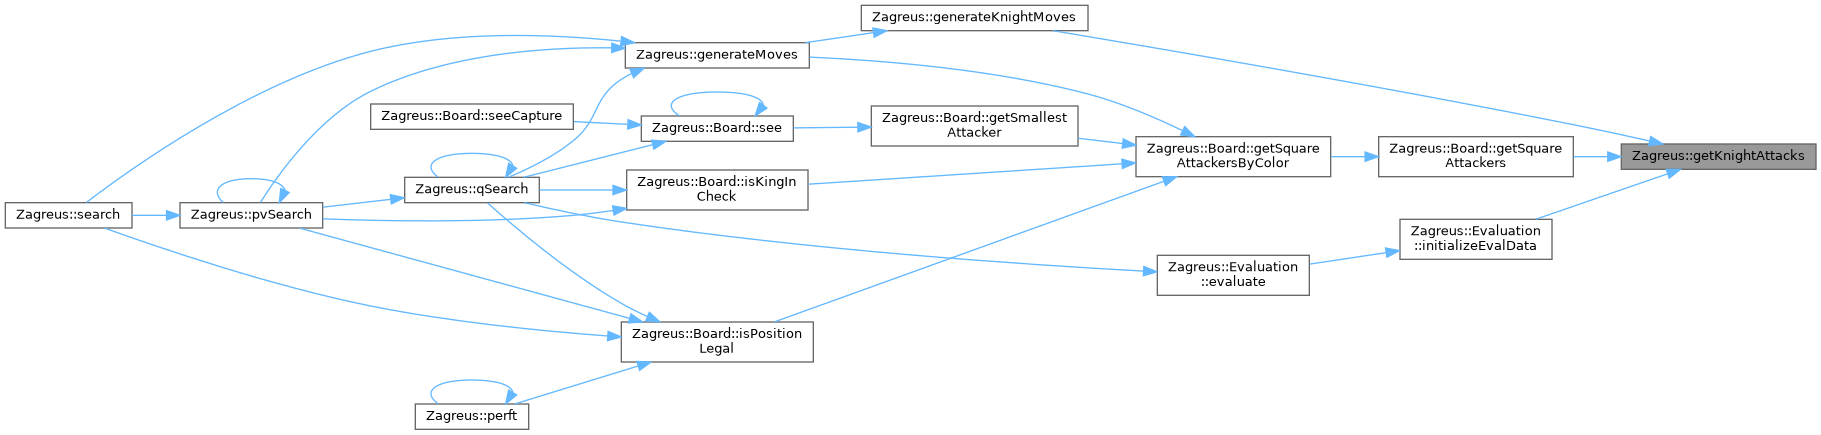 Zagreus::generateKnightMoves
Zagreus::generateMoves
Zagreus::Board::seeCapture
Zagreus::Board::see
Zagreus::Board::getSmallest
Attacker
Zagreus::Board::getSquare
AttackersByColor
Zagreus::Board::getSquare
Attackers
Zagreus::getKnightAttacks
Zagreus::qSearch
Zagreus::Board::isKingIn
Check
Zagreus::search
Zagreus::pvSearch
Zagreus::Evaluation
::initializeEvalData
Zagreus::Evaluation
::evaluate
Zagreus::Board::isPosition
Legal
Zagreus::perft